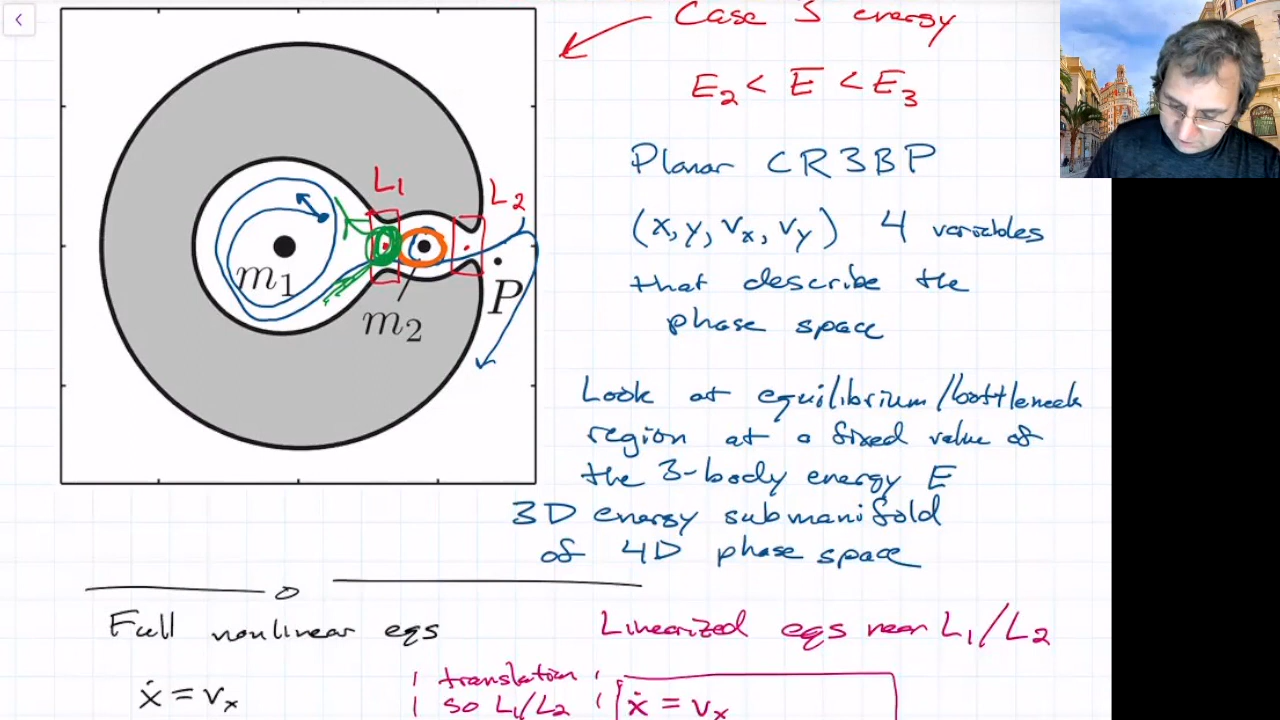 Case 3 energy
E₂ < E̅ < E₃
Planar CR3BP
(x, y, vₓ, v_y) 4 variables
that describe the
phase space
L₁
L₂
m₁
m₂
P
Look at equilibrium/bottleneck
region at a fixed value of
the 3-body energy E
3D energy submanifold
of 4D phase space
Full nonlinear eqs
Linearized eqs near L₁/L₂
ẋ = vₓ
translation
so L₁/L₂
ẋ = vₓ